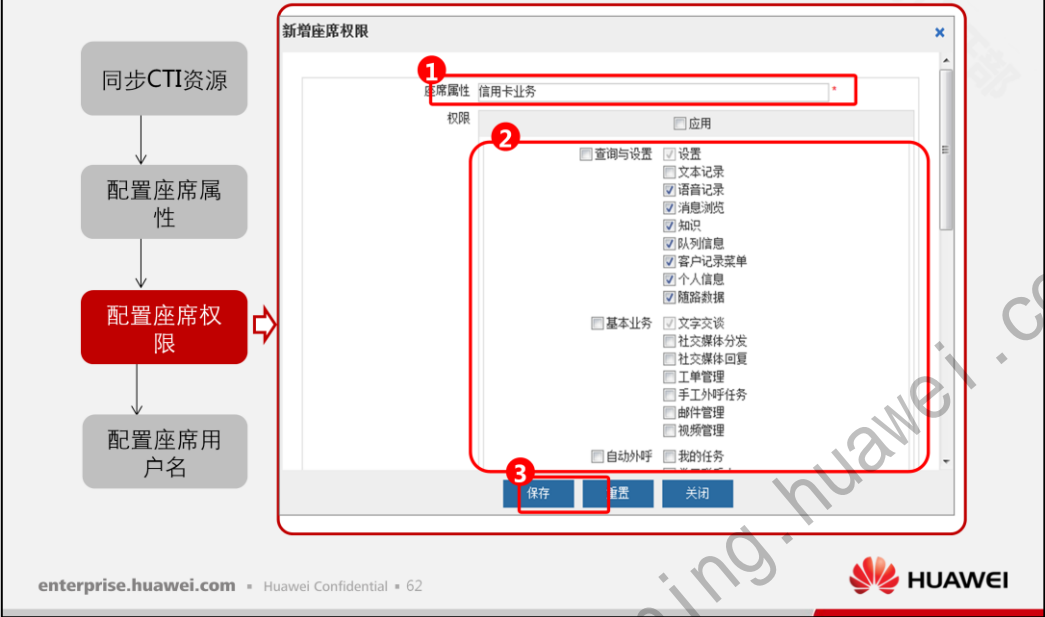 同步CTI资源
配置座席属
性
配置座席权
限
配置座席用
户名
新增座席权限
×
1
座席属性 信用卡业务 *
权限 应用
2
查询与设置 设置
文本记录
语音记录
消息浏览
知识
队列信息
客户记录菜单
个人信息
随路数据
基本业务 文字交谈
社交媒体分发
社交媒体回复
工单管理
手工外呼任务
邮件管理
视频管理
自动外呼 我的任务
3
保存 重置 关闭
enterprise.huawei.com ▪ Huawei Confidential ▪ 62
HUAWEI
ning.huawei.co